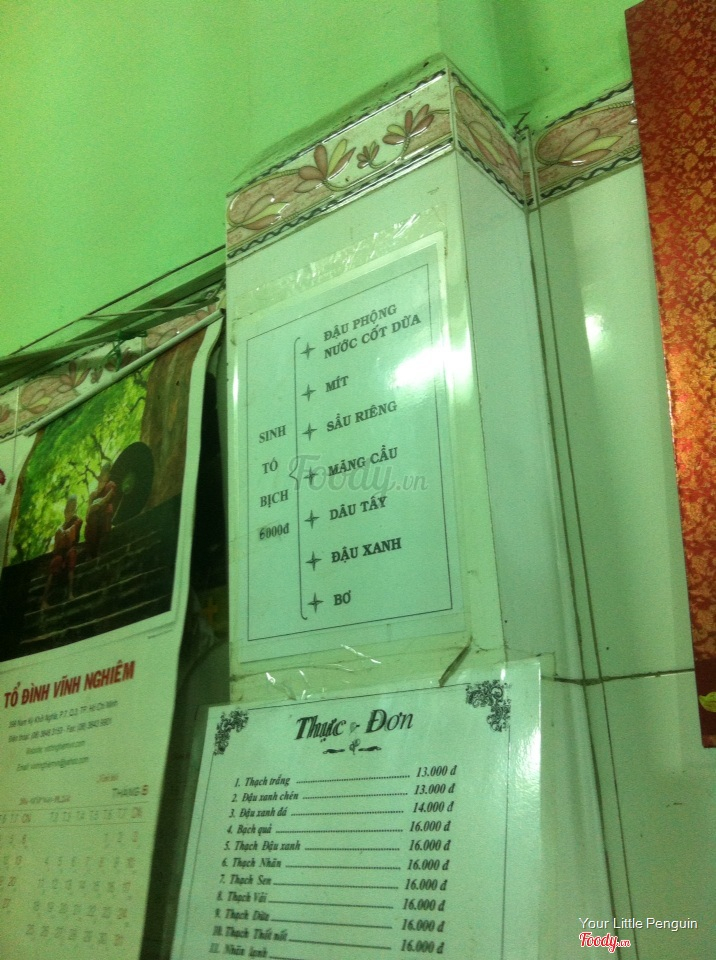 ĐẬU PHỘNG
NƯỚC CỐT DỪA
MÍT
SẦU RIÊNG
MÃNG CẦU
DÂU TÂY
ĐẬU XANH
BƠ
SINH
TỐ
BỊCH
6000đ
Foody.vn
TỔ ĐÌNH VĨNH NGHIÊM
THÁNG 8
Thực Đơn
1. Thạch trắng 13.000 đ
2. Đậu xanh chén 13.000 đ
3. Đậu xanh đá 14.000 đ
4. Bạch quả 16.000 đ
5. Thạch Đậu xanh 16.000 đ
6. Thạch Nhãn 16.000 đ
7. Thạch Sen 16.000 đ
8. Thạch Vải 16.000 đ
9. Thạch Dừa 16.000 đ
10. Thạch Thốt nốt 16.000 đ
11. Nhãn lạnh
Your Little Penguin
Foody.vn